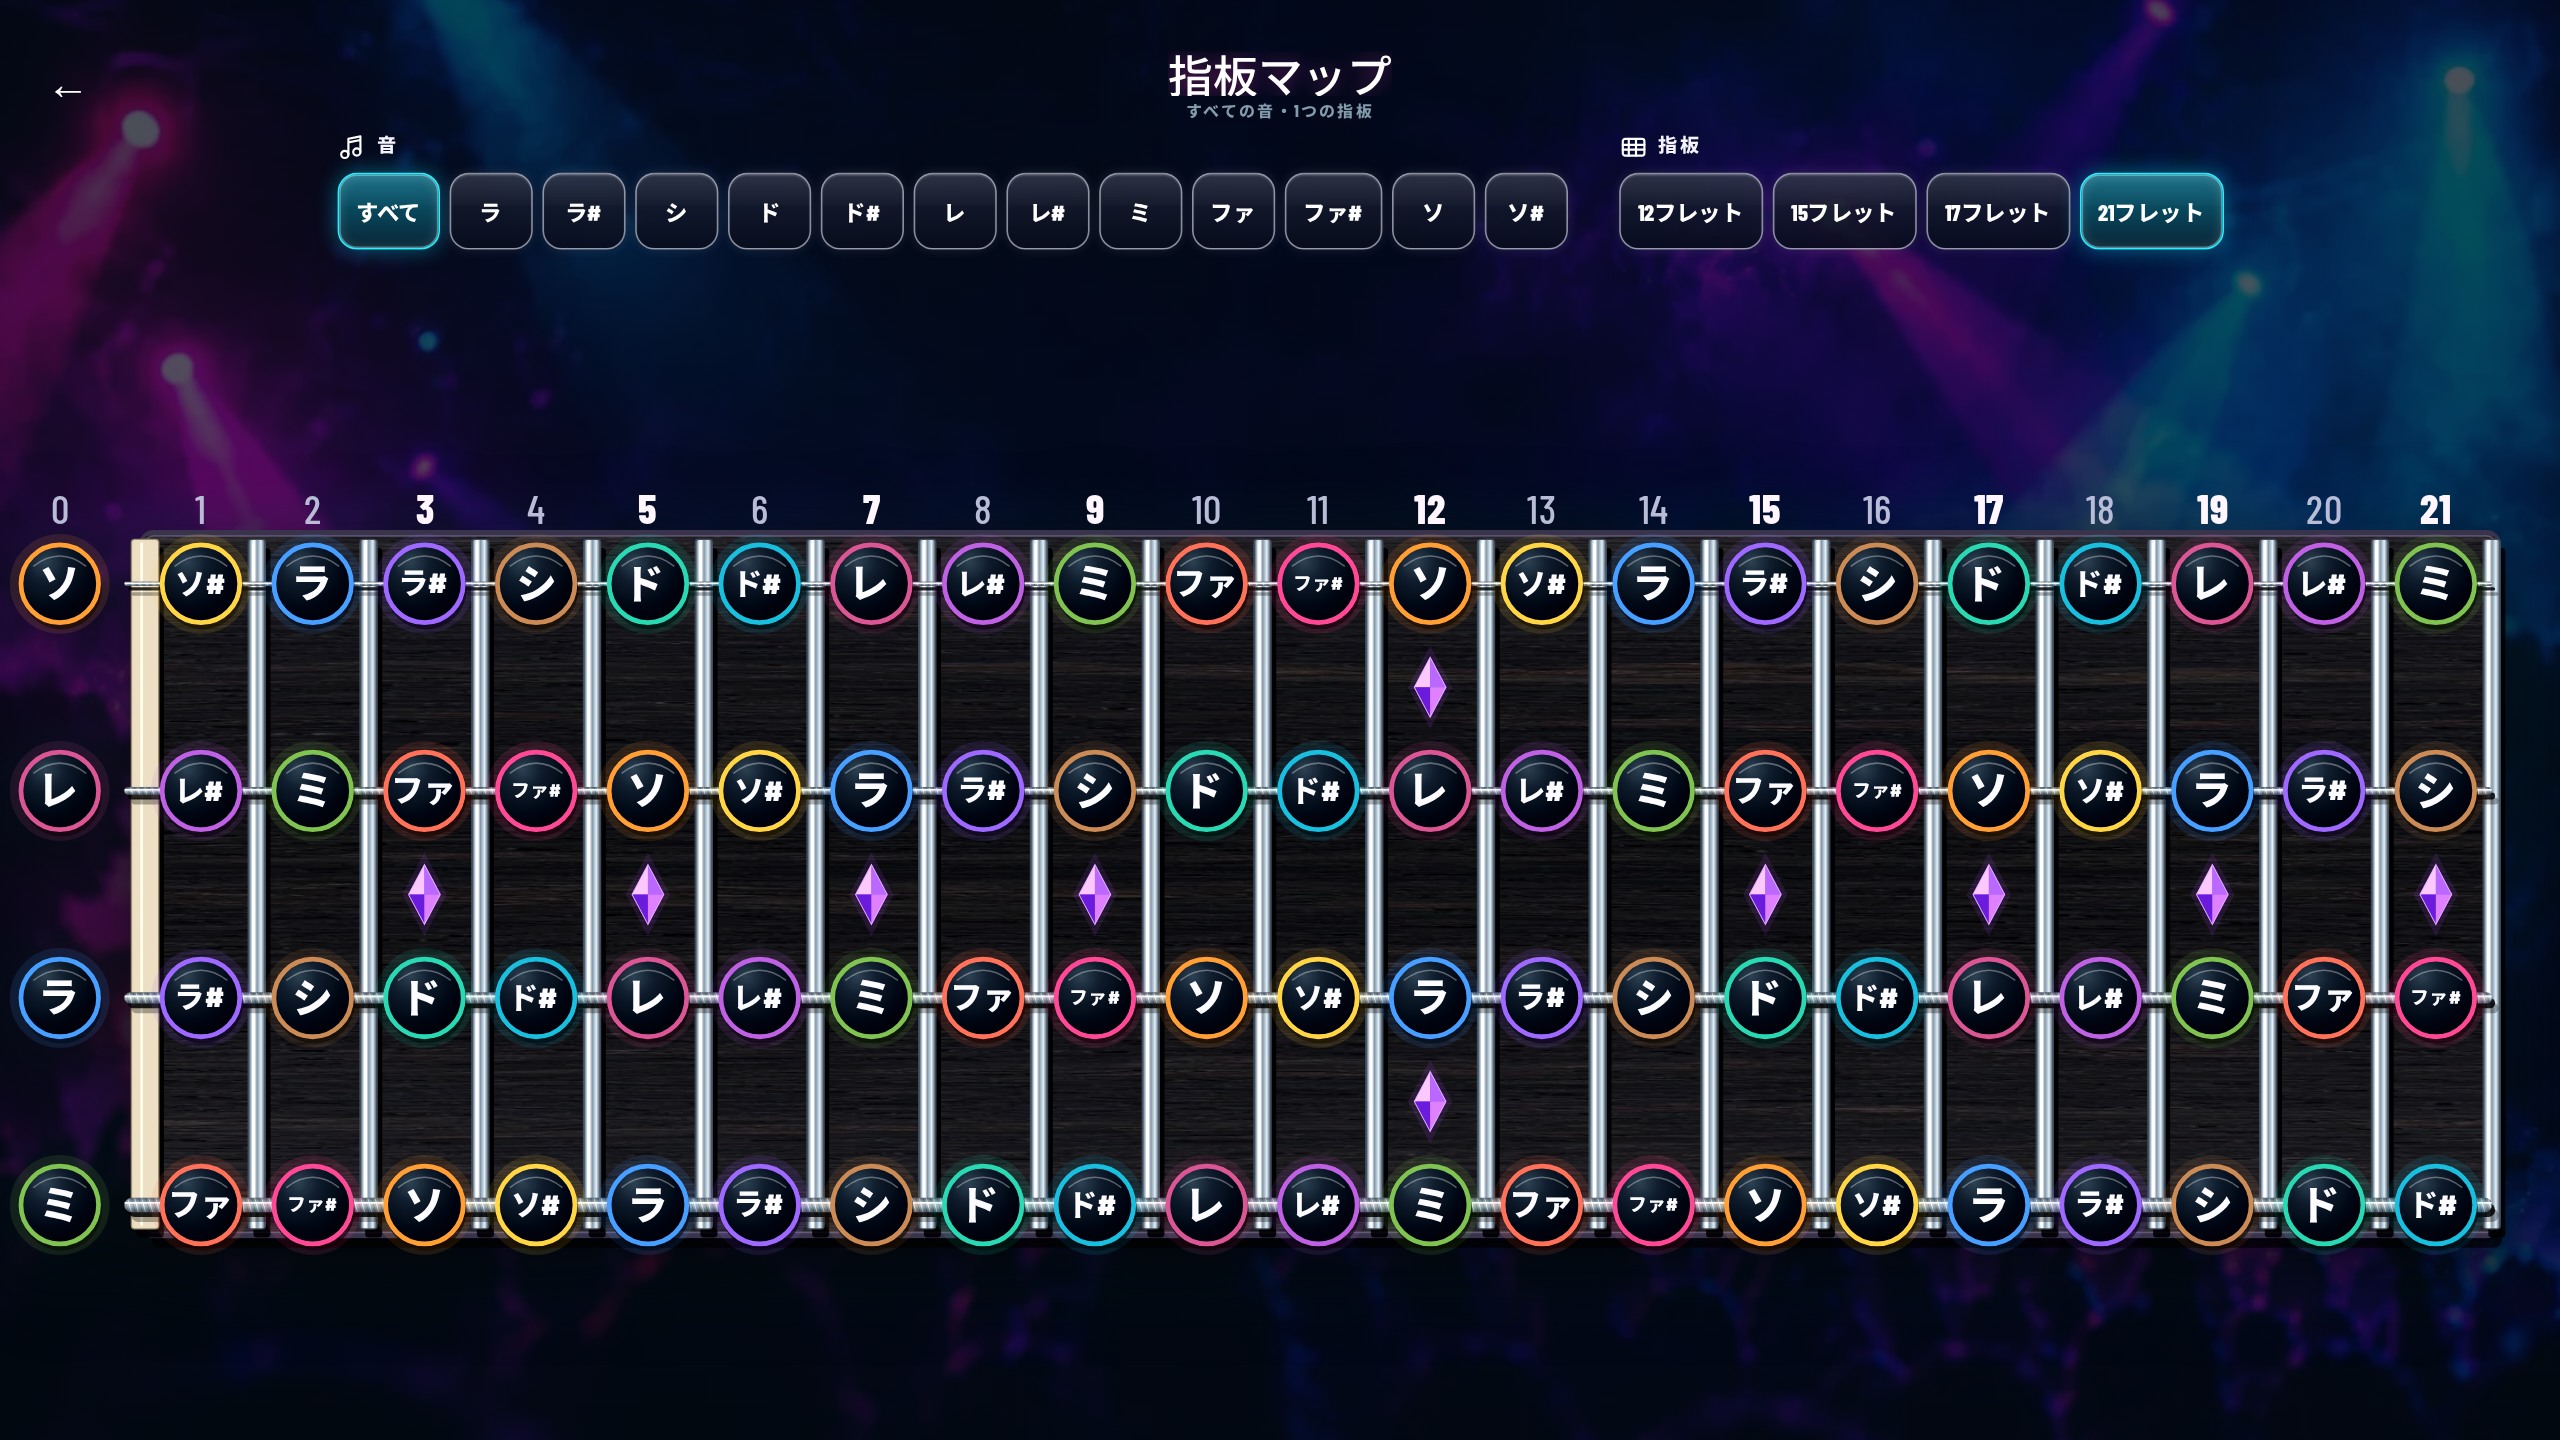 ←
指板マップ
すべての音・1つの指板
音
すべて ラ ラ# シ ド ド# レ レ# ミ ファ ファ# ソ ソ#
指板
12フレット 15フレット 17フレット 21フレット
0 1 2 3 4 5 6 7 8 9 10 11 12 13 14 15 16 17 18 19 20 21
ソ ソ# ラ ラ# シ ド ド# レ レ# ミ ファ ファ# ソ ソ# ラ ラ# シ ド ド# レ レ# ミ
レ レ# ミ ファ ファ# ソ ソ# ラ ラ# シ ド ド# レ レ# ミ ファ ファ# ソ ソ# ラ ラ# シ
ラ ラ# シ ド ド# レ レ# ミ ファ ファ# ソ ソ# ラ ラ# シ ド ド# レ レ# ミ ファ ファ#
ミ ファ ファ# ソ ソ# ラ ラ# シ ド ド# レ レ# ミ ファ ファ# ソ ソ# ラ ラ# シ ド ド#